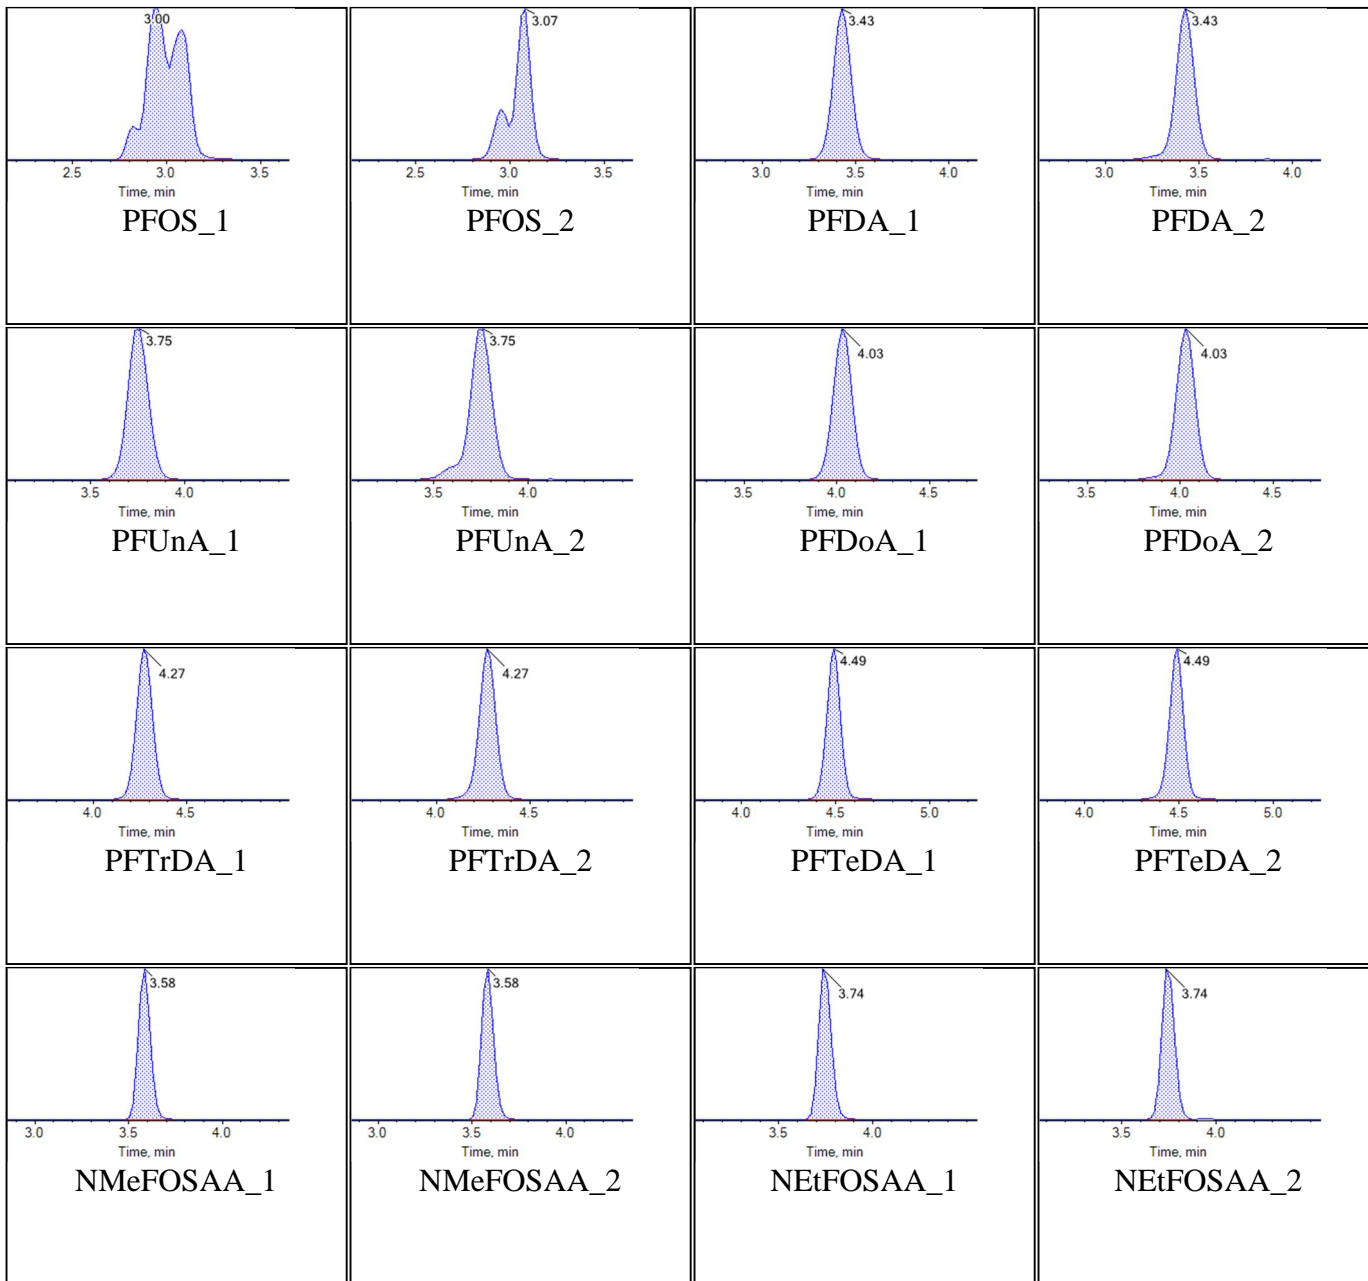 3.00
2.5 3.0 3.5
Time, min
PFOS_1
3.07
2.5 3.0 3.5
Time, min
PFOS_2
3.43
3.0 3.5 4.0
Time, min
PFDA_1
3.43
3.0 3.5 4.0
Time, min
PFDA_2
3.75
3.5 4.0
Time, min
PFUnA_1
3.75
3.5 4.0
Time, min
PFUnA_2
4.03
3.5 4.0 4.5
Time, min
PFDoA_1
4.03
3.5 4.0 4.5
Time, min
PFDoA_2
4.27
4.0 4.5
Time, min
PFTrDA_1
4.27
4.0 4.5
Time, min
PFTrDA_2
4.49
4.0 4.5 5.0
Time, min
PFTeDA_1
4.49
4.0 4.5 5.0
Time, min
PFTeDA_2
3.58
3.0 3.5 4.0
Time, min
NMeFOSAA_1
3.58
3.0 3.5 4.0
Time, min
NMeFOSAA_2
3.74
3.5 4.0
Time, min
NEtFOSAA_1
3.74
3.5 4.0
Time, min
NEtFOSAA_2